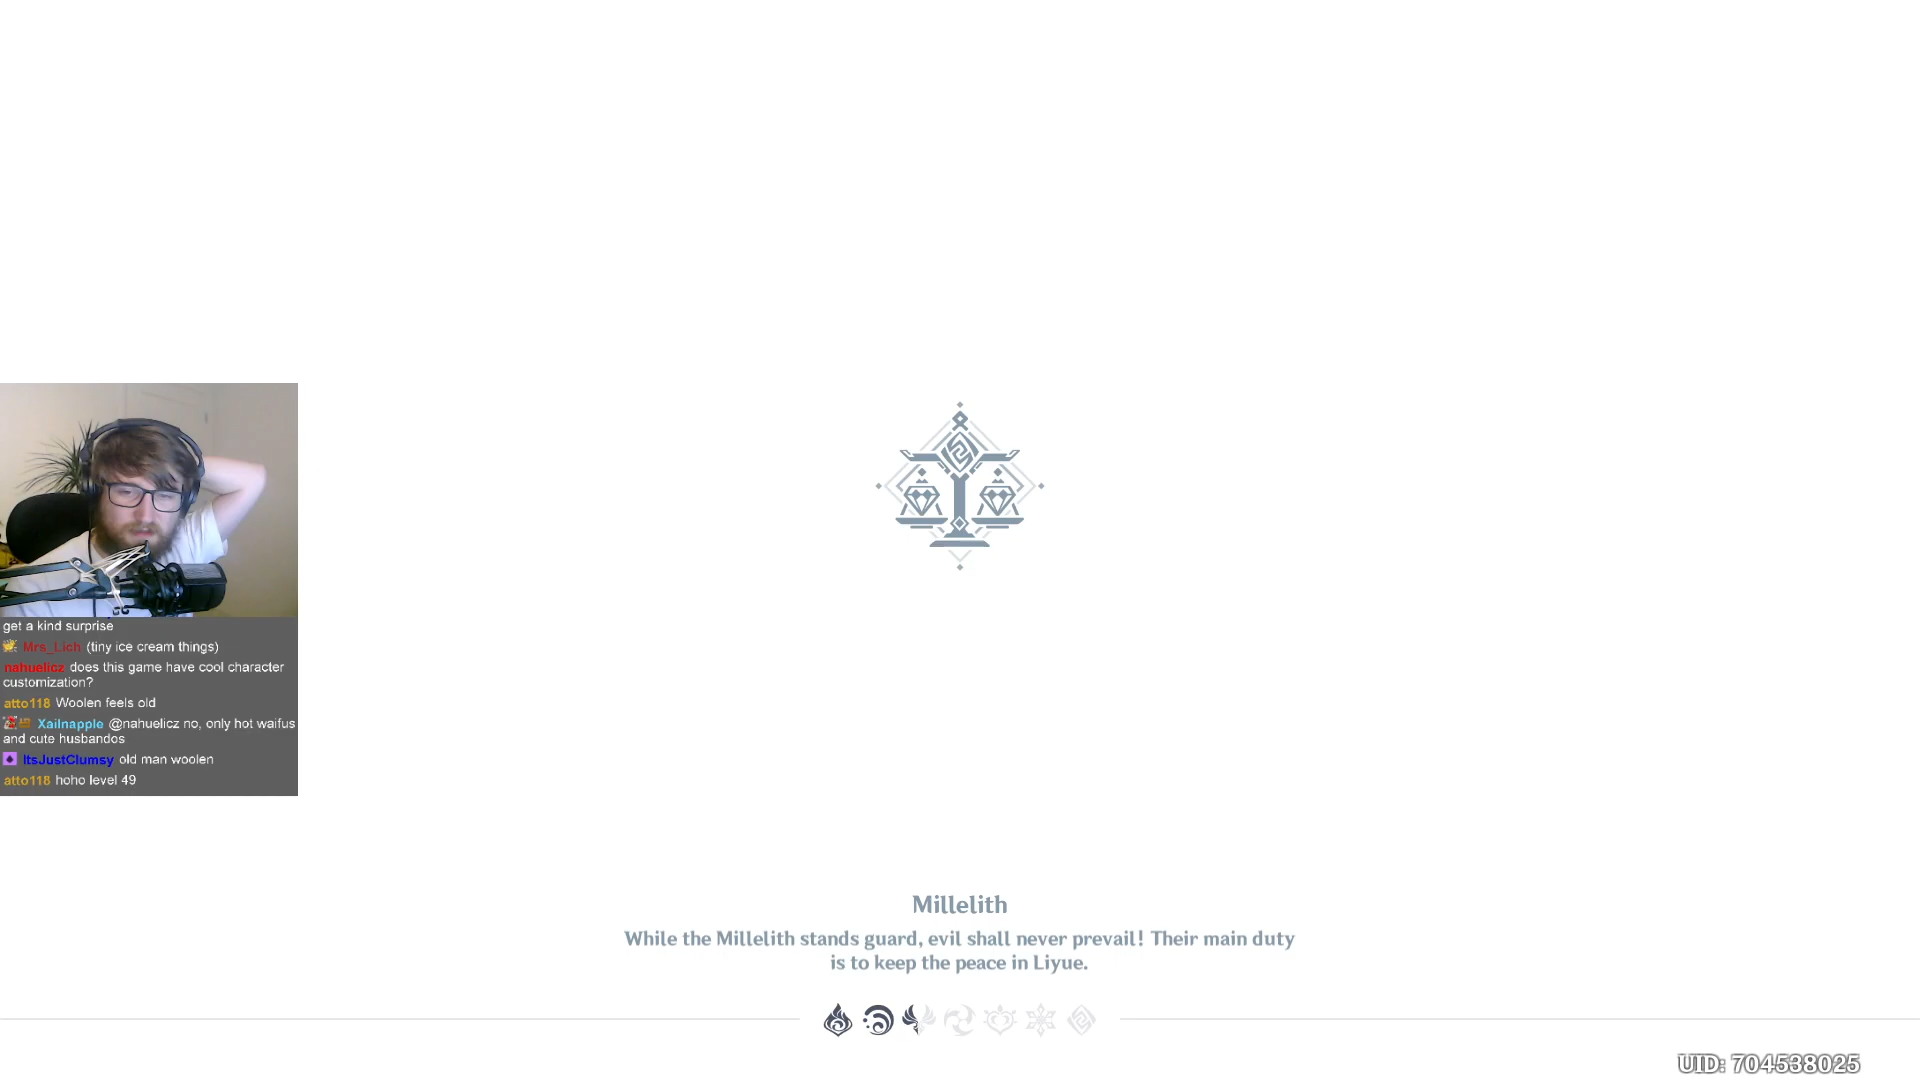 get a kind surprise
Mrs_Lich (tiny ice cream things)
nahuelicz does this game have cool character
customization?
atto118 Woolen feels old
Xailnapple @nahuelicz no, only hot waifus
and cute husbandos
ItsJustClumsy old man woolen
atto118 hoho level 49
Millelith
While the Millelith stands guard, evil shall never prevail! Their main duty
is to keep the peace in Liyue.
UID: 704538025